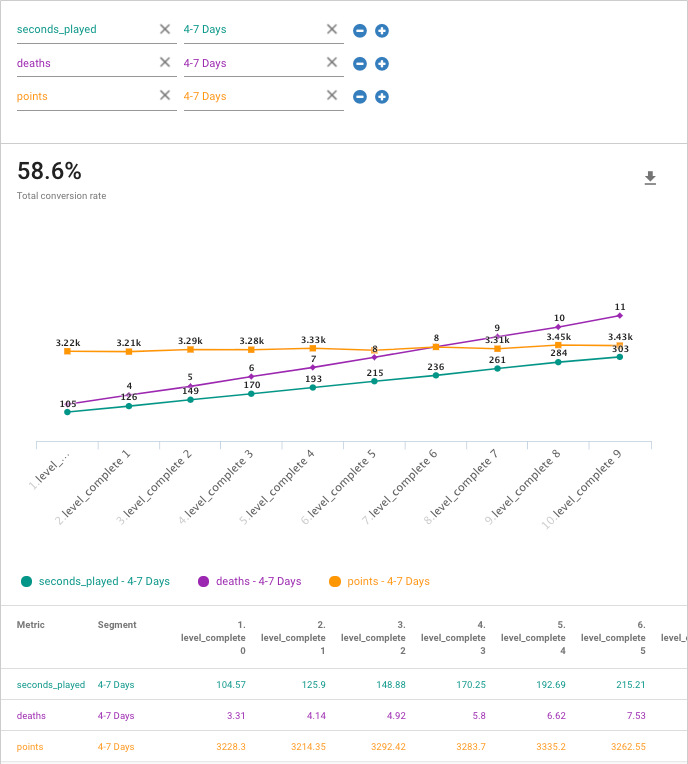 seconds_played 4-7 Days
deaths 4-7 Days
points 4-7 Days
58.6%
Total conversion rate
3.22k 3.21k 3.29k 3.28k 3.33k 8 8 9 10 11
3.31k 3.45k 3.43k
105 4 5 6 7 215 236 261 284 303
126 149 170 193
1.level_... 2.level_complete 1 3.level_complete 2 4.level_complete 3 5.level_complete 4 6.level_complete 5 7.level_complete 6 8.level_complete 7 9.level_complete 8 10.level_complete 9
seconds_played - 4-7 Days deaths - 4-7 Days points - 4-7 Days
Metric Segment 1. 2. 3. 4. 5. 6.
level_complete level_complete level_complete level_complete level_complete level_complete
0 1 2 3 4 5
seconds_played 4-7 Days 104.57 125.9 148.88 170.25 192.69 215.21
deaths 4-7 Days 3.31 4.14 4.92 5.8 6.62 7.53
points 4-7 Days 3228.3 3214.35 3292.42 3283.7 3335.2 3262.55